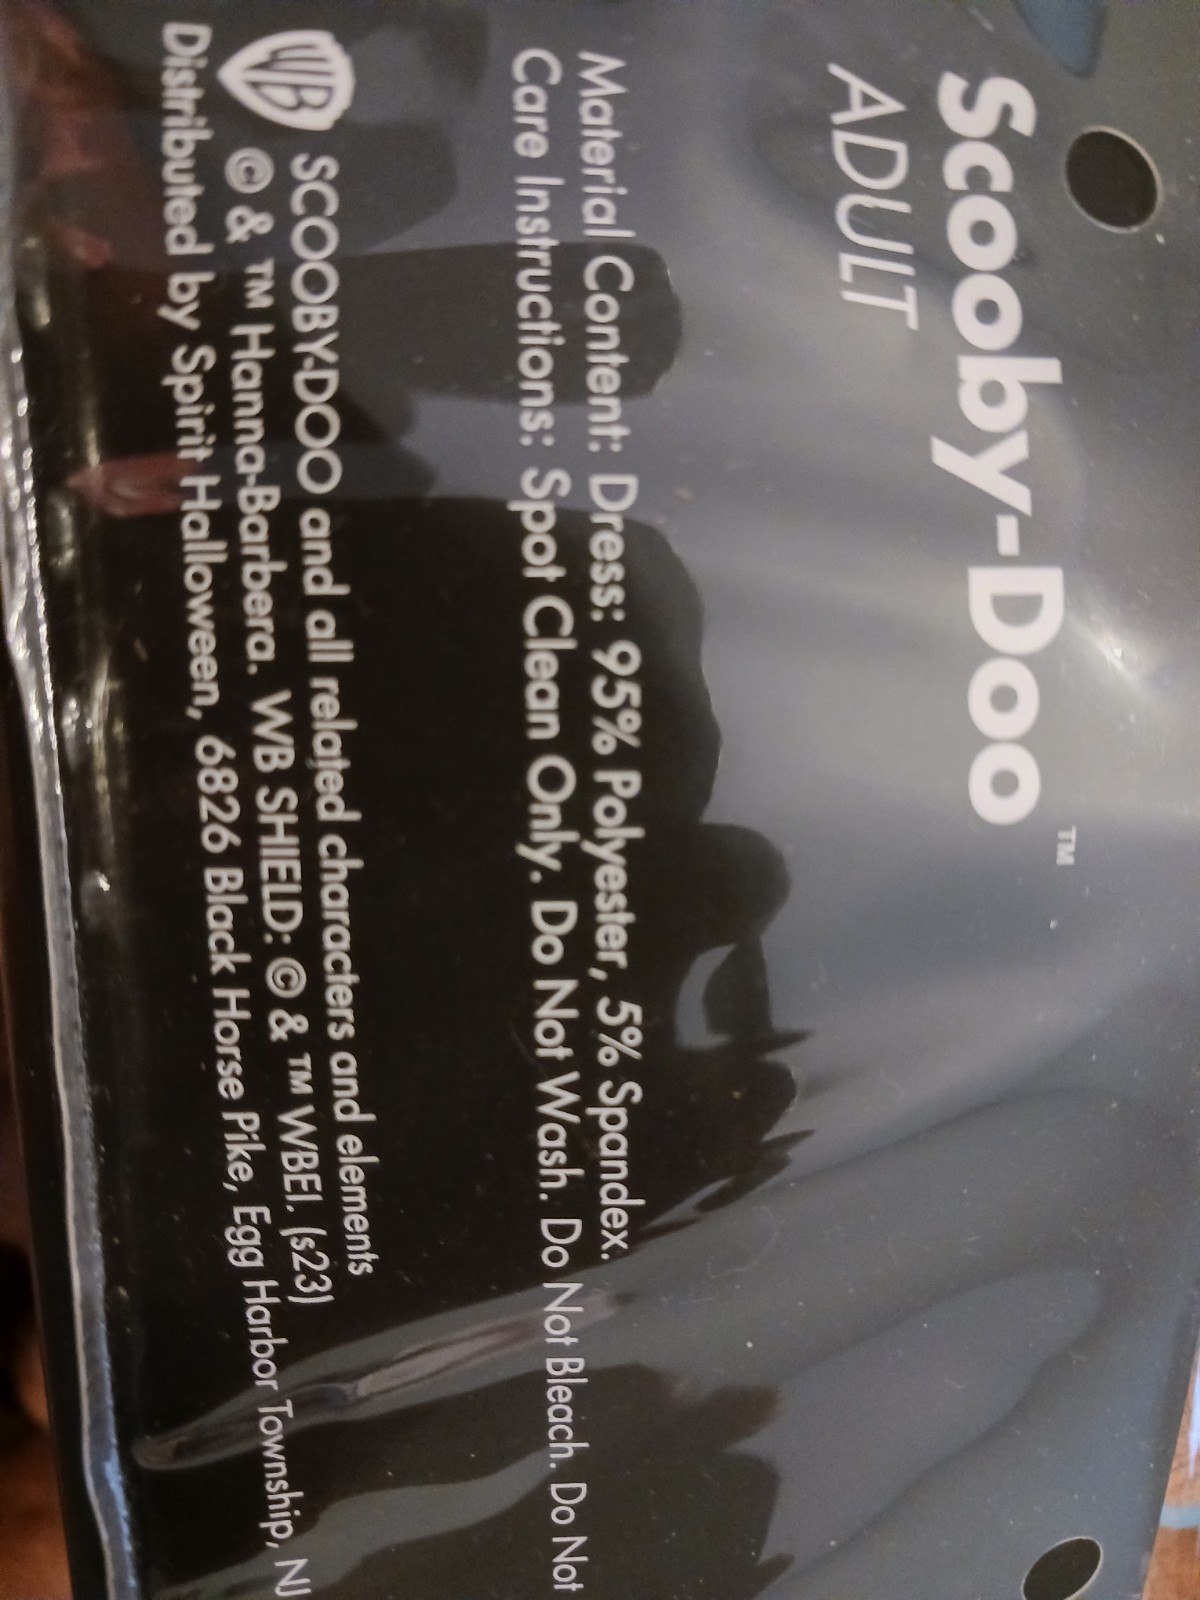 Scooby-Doo™
ADULT
Material Content: Dress: 95% Polyester, 5% Spandex.
Care Instructions: Spot Clean Only. Do Not Wash. Do Not Bleach. Do Not
WB SCOOBY-DOO and all related characters and elements
© & ™ Hanna-Barbera. WB SHIELD: © & ™ WBEI. (s23)
Distributed by Spirit Halloween, 6826 Black Horse Pike, Egg Harbor Township, NJ